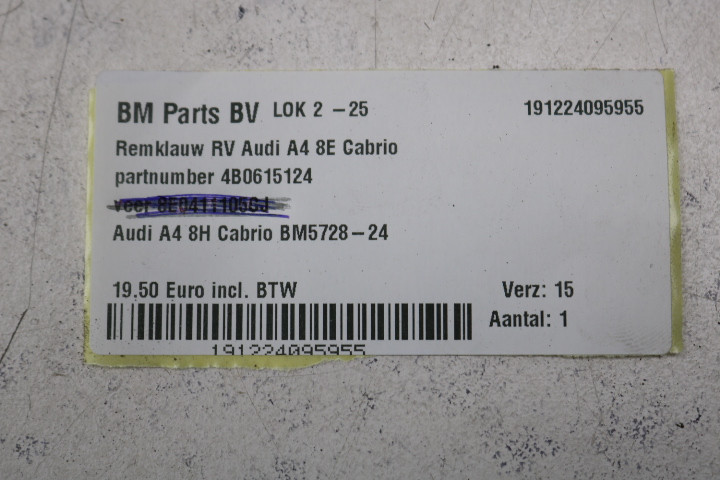 BM Parts BV LOK 2 -25 191224095955
Remklauw RV Audi A4 8E Cabrio
partnumber 4B0615124
veer
Audi A4 8H Cabrio BM5728-24
19.50 Euro incl. BTW Verz: 15
Aantal: 1
191224095955